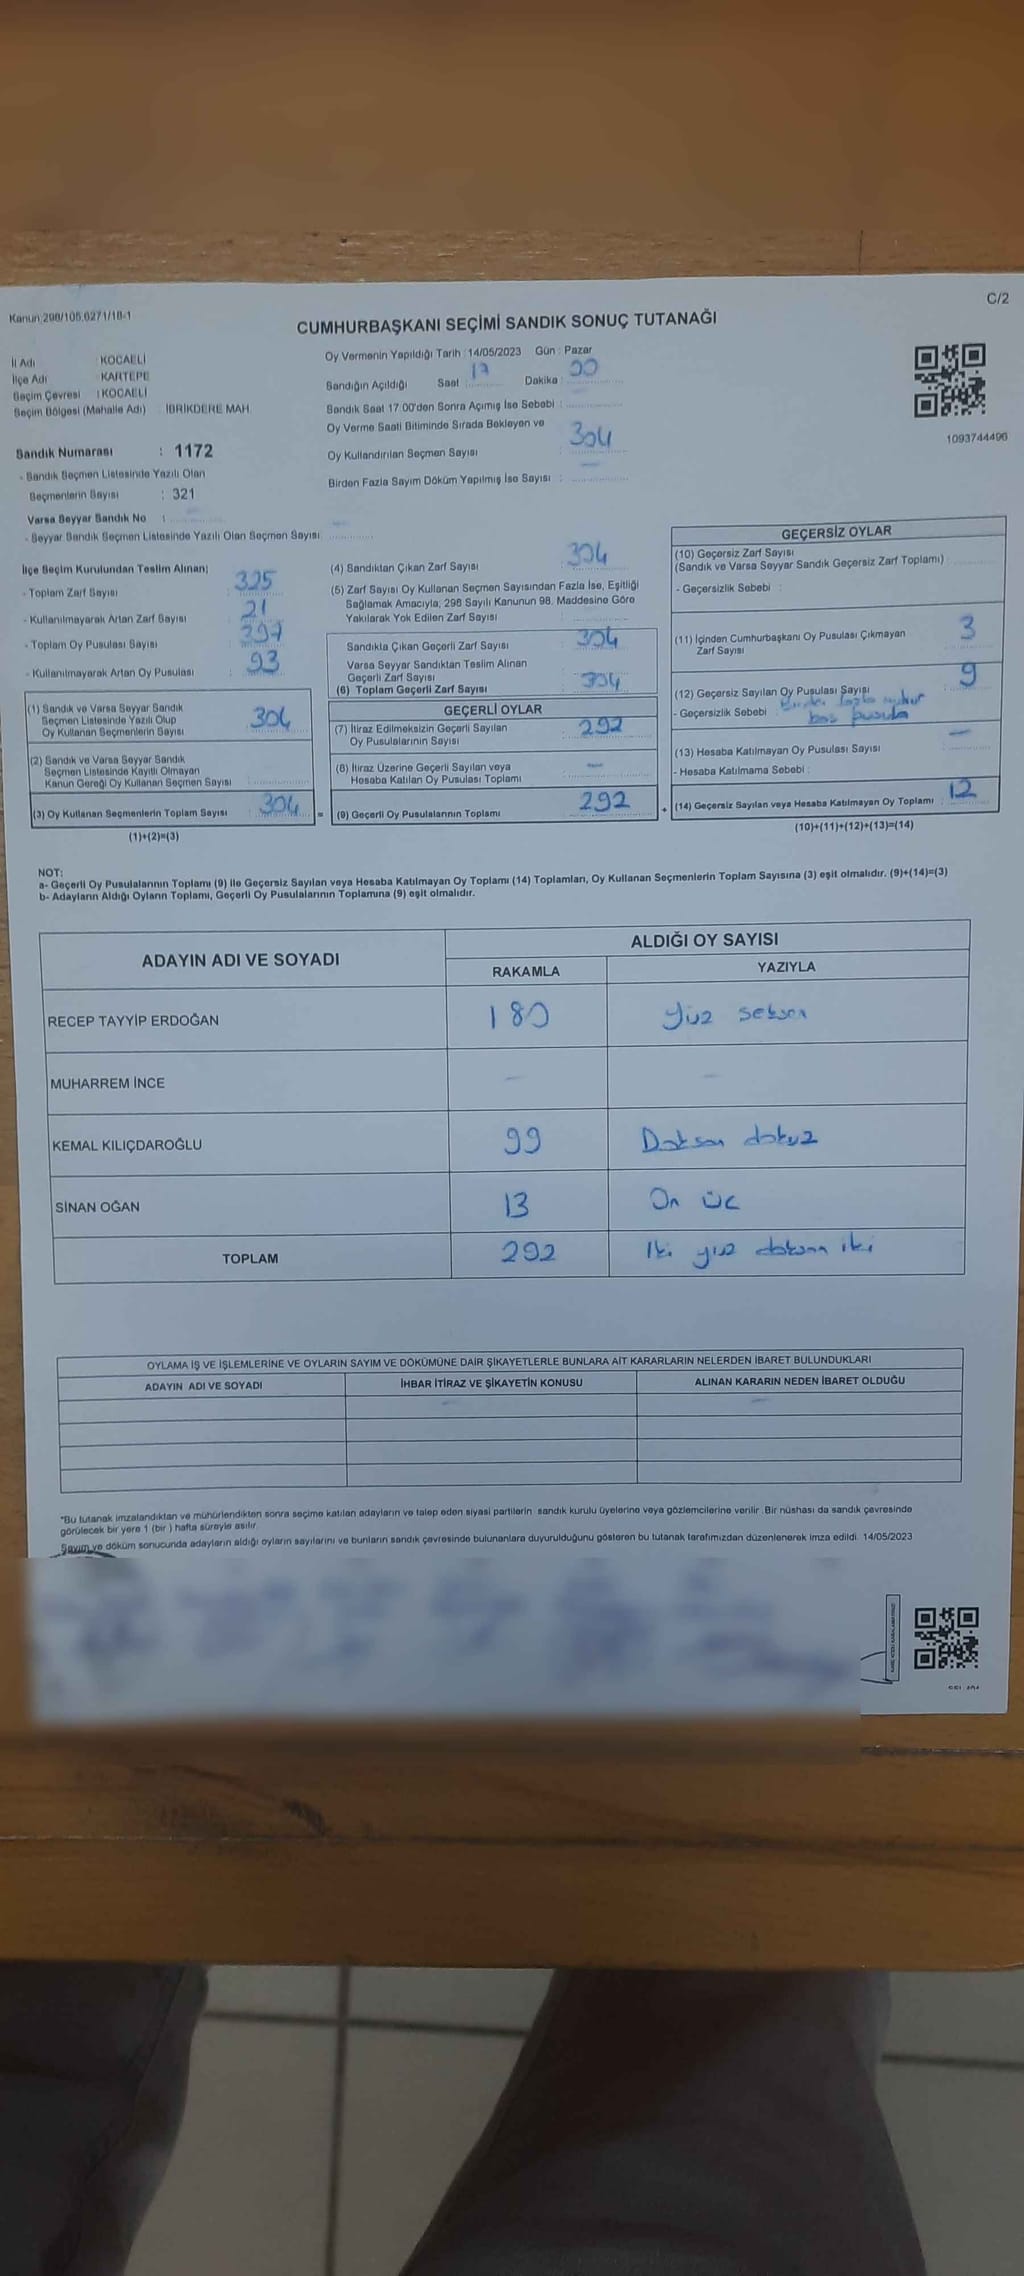 Kanun:298/105,6271/18-1
C/2
CUMHURBAŞKANI SEÇİMİ SANDIK SONUÇ TUTANAĞI
İl Adı : KOCAELİ
İlçe Adı : KARTEPE
Seçim Çevresi : KOCAELİ
Seçim Bölgesi (Mahalle Adı) : İBRİKDERE MAH.
Sandık Numarası : 1172
- Sandık Seçmen Listesinde Yazılı Olan
Seçmenlerin Sayısı : 321
Varsa Seyyar Sandık No :
- Seyyar Sandık Seçmen Listesinde Yazılı Olan Seçmen Sayısı :
Oy Vermenin Yapıldığı Tarih : 14/05/2023 Gün : Pazar
Sandığın Açıldığı Saat : 17 Dakika : 00
Sandık Saat 17:00'den Sonra Açımış İse Sebebi :
Oy Verme Saati Bitiminde Sırada Bekleyen ve
Oy Kullandırılan Seçmen Sayısı : 304
Birden Fazla Sayım Döküm Yapılmış İse Sayısı : —
1093744496
İlçe Seçim Kurulundan Teslim Alınan;
- Toplam Zarf Sayısı : 325
- Kullanılmayarak Artan Zarf Sayısı : 21
- Toplam Oy Pusulası Sayısı : 397
- Kullanılmayarak Artan Oy Pusulası : 93
(1) Sandık ve Varsa Seyyar Sandık
Seçmen Listesinde Yazılı Olup
Oy Kullanan Seçmenlerin Sayısı : 304
(2) Sandık ve Varsa Seyyar Sandık
Seçmen Listesinde Kayıtlı Olmayan
Kanun Gereği Oy Kullanan Seçmen Sayısı :
(3) Oy Kullanan Seçmenlerin Toplam Sayısı : 304
(1)+(2)=(3)
(4) Sandıktan Çıkan Zarf Sayısı : 304
(5) Zarf Sayısı Oy Kullanan Seçmen Sayısından Fazla İse, Eşitliği
Sağlamak Amacıyla, 298 Sayılı Kanunun 98. Maddesine Göre
Yakılarak Yok Edilen Zarf Sayısı :
Sandıkta Çıkan Geçerli Zarf Sayısı : 304
Varsa Seyyar Sandıktan Teslim Alınan
Geçerli Zarf Sayısı :
(6) Toplam Geçerli Zarf Sayısı : 304
GEÇERLİ OYLAR
(7) İtiraz Edilmeksizin Geçerli Sayılan
Oy Pusulalarının Sayısı : 292
(8) İtiraz Üzerine Geçerli Sayılan veya
Hesaba Katılan Oy Pusulası Toplamı : —
= (9) Geçerli Oy Pusulalarının Toplamı : 292
GEÇERSİZ OYLAR
(10) Geçersiz Zarf Sayısı
(Sandık ve Varsa Seyyar Sandık Geçersiz Zarf Toplamı) :
- Geçersizlik Sebebi :
(11) İçinden Cumhurbaşkanı Oy Pusulası Çıkmayan
Zarf Sayısı : 3
(12) Geçersiz Sayılan Oy Pusulası Sayısı : 9
- Geçersizlik Sebebi : Birden fazla mühür
boş pusula
(13) Hesaba Katılmayan Oy Pusulası Sayısı : —
- Hesaba Katılmama Sebebi :
+ (14) Geçersiz Sayılan veya Hesaba Katılmayan Oy Toplamı : 12
(10)+(11)+(12)+(13)=(14)
NOT:
a- Geçerli Oy Pusulalarının Toplamı (9) ile Geçersiz Sayılan veya Hesaba Katılmayan Oy Toplamı (14) Toplamları, Oy Kullanan Seçmenlerin Toplam Sayısına (3) eşit olmalıdır. (9)+(14)=(3)
b- Adayların Aldığı Oyların Toplamı, Geçerli Oy Pusulalarının Toplamına (9) eşit olmalıdır.
ADAYIN ADI VE SOYADI ALDIĞI OY SAYISI
RAKAMLA YAZIYLA
RECEP TAYYİP ERDOĞAN 180 Yüz seksen
MUHARREM İNCE — —
KEMAL KILIÇDAROĞLU 99 Doksan dokuz
SİNAN OĞAN 13 On üç
TOPLAM 292 İki yüz doksan iki
OYLAMA İŞ VE İŞLEMLERİNE VE OYLARIN SAYIM VE DÖKÜMÜNE DAİR ŞİKAYETLERLE BUNLARA AİT KARARLARIN NELERDEN İBARET BULUNDUKLARI
ADAYIN ADI VE SOYADI İHBAR İTİRAZ VE ŞİKAYETİN KONUSU ALINAN KARARIN NEDEN İBARET OLDUĞU
— —
*Bu tutanak imzalandıktan ve mühürlendikten sonra seçime katılan adayların ve talep eden siyasi partilerin sandık kurulu üyelerine veya gözlemcilerine verilir. Bir nüshası da sandık çevresinde
görülecek bir yere 1 (bir ) hafta süreyle asılır.
Sayım ve döküm sonucunda adayların aldığı oyların sayılarını ve bunların sandık çevresinde bulunanlara duyurulduğunu gösteren bu tutanak tarafımızdan düzenlenerek imza edildi. 14/05/2023